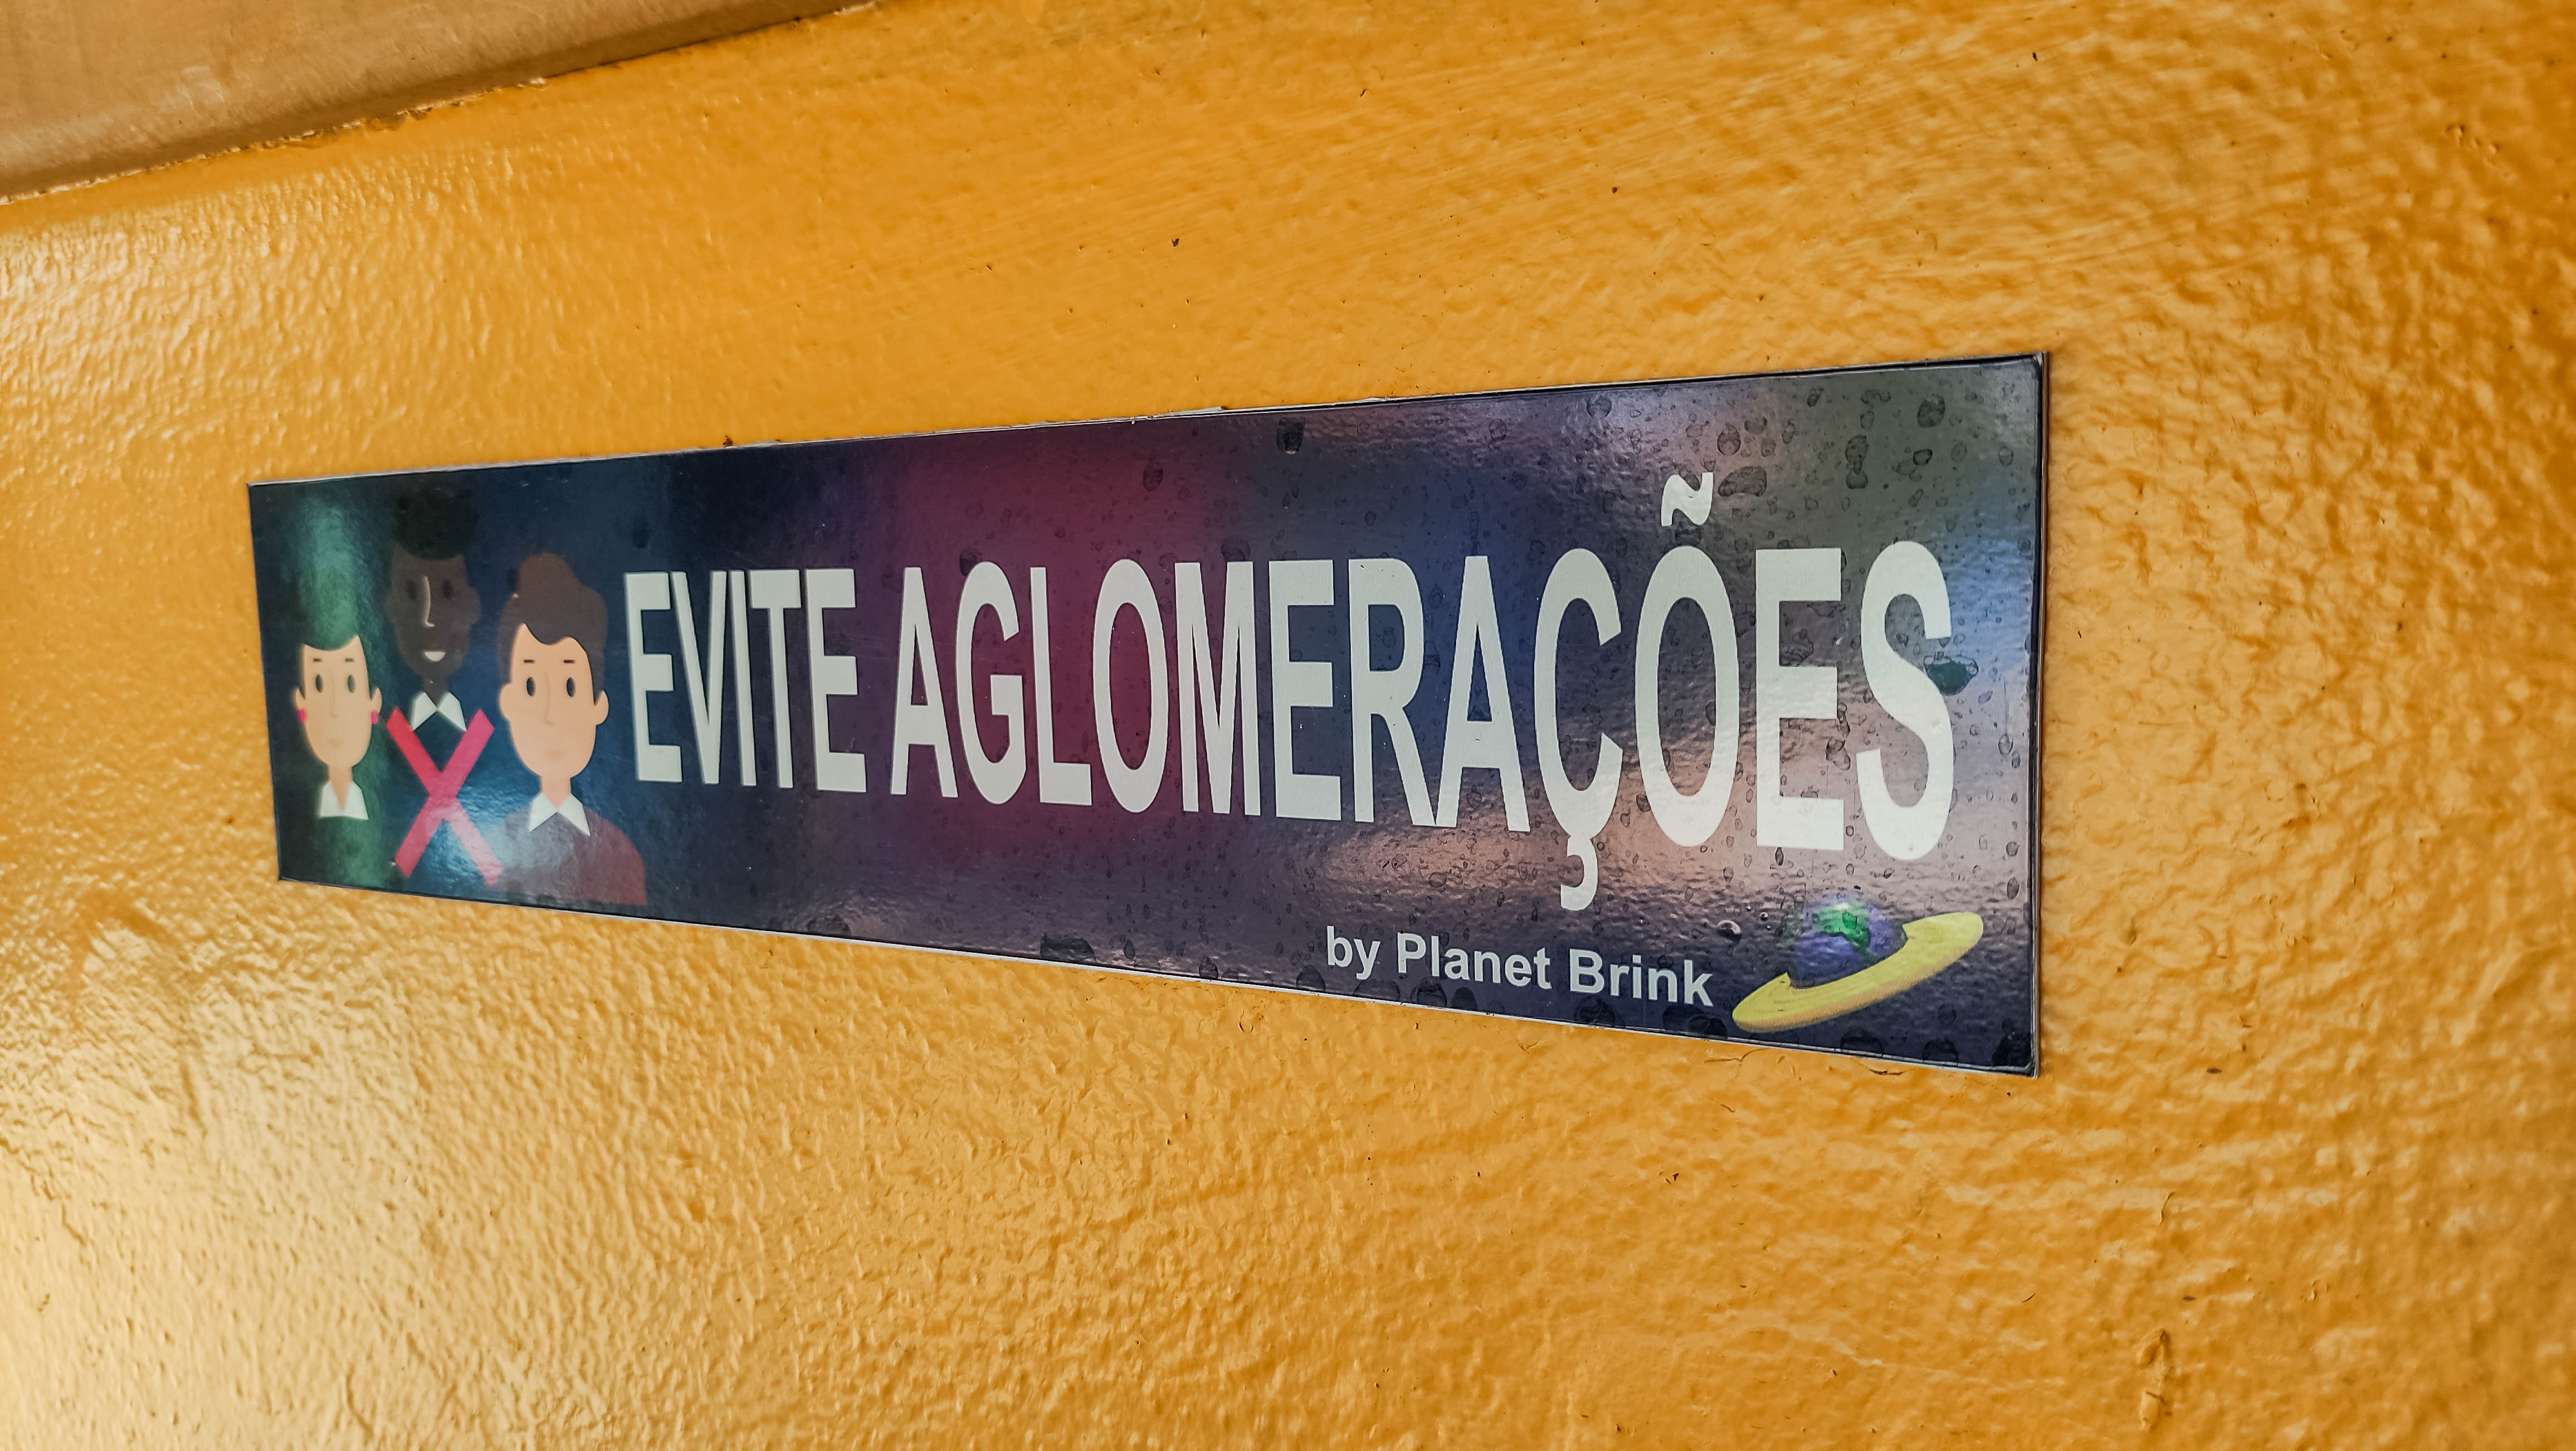 EVITE AGLOMERAÇÕES
by Planet Brink